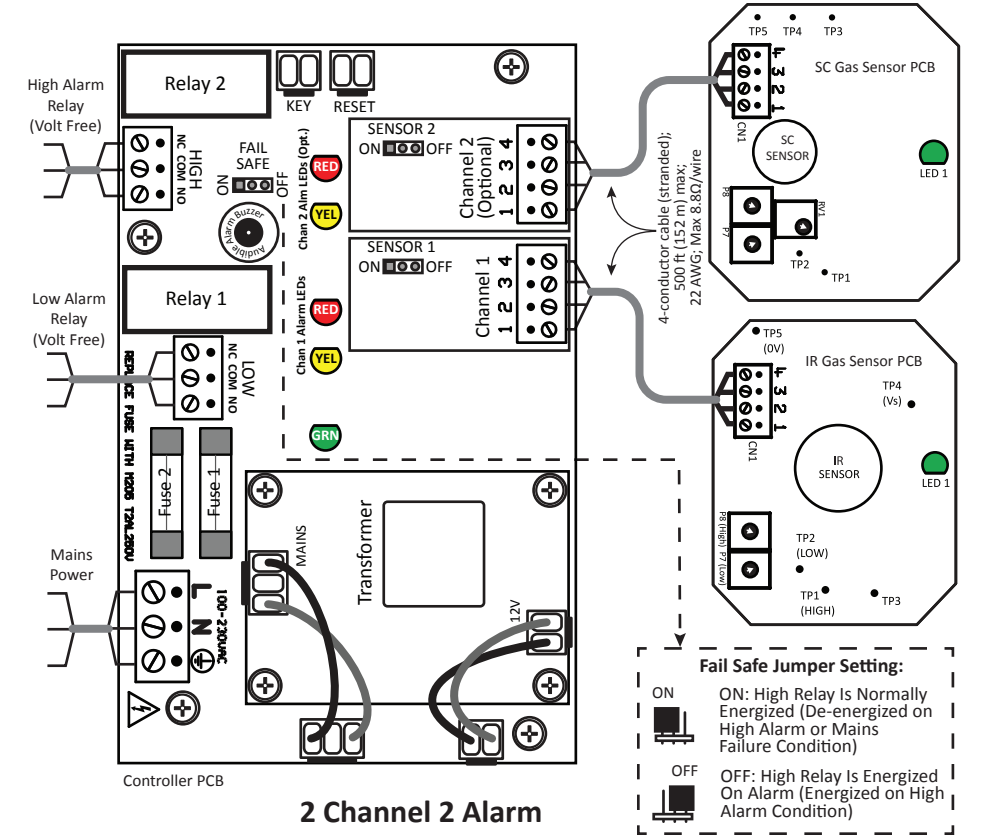 TP5 TP4 TP3
SC Gas Sensor PCB
4
3
2
1
CN1
SC
SENSOR
LED 1
P8
P7
RV1
TP2
TP1
High Alarm
Relay
(Volt Free)
Relay 2
KEY
RESET
NC COM NO
HIGH
FAIL
SAFE
NO
OFF
Audible Alarm Buzzer
Chan 2 Alm LEDs (Opt.)
RED
YEL
SENSOR 2
ON OFF
Channel 2
(Optional)
1 2 3 4
SENSOR 1
ON OFF
Channel 1
1 2 3 4
4-conductor cable (stranded);
500 ft (152 m) max;
22 AWG; Max 8.8Ω/wire
Low Alarm
Relay
(Volt Free)
Relay 1
NC COM NO
LOW
Chan 1 Alarm LEDs
RED
YEL
GRN
REPLACE FUSE WITH M205 T2AL250V
Fuse 2
Fuse 1
TP5
(0V)
IR Gas Sensor PCB
TP4
(Vs)
4
3
2
1
CN1
IR
SENSOR
LED 1
P8 (High)
P7 (Low)
TP2
(LOW)
TP1
(HIGH)
TP3
Mains
Power
L
N
100-230VAC
MAINS
Transformer
12V
Controller PCB
2 Channel 2 Alarm
Fail Safe Jumper Setting:
ON
ON: High Relay Is Normally
Energized (De-energized on
High Alarm or Mains
Failure Condition)
OFF
OFF: High Relay Is Energized
On Alarm (Energized on High
Alarm Condition)